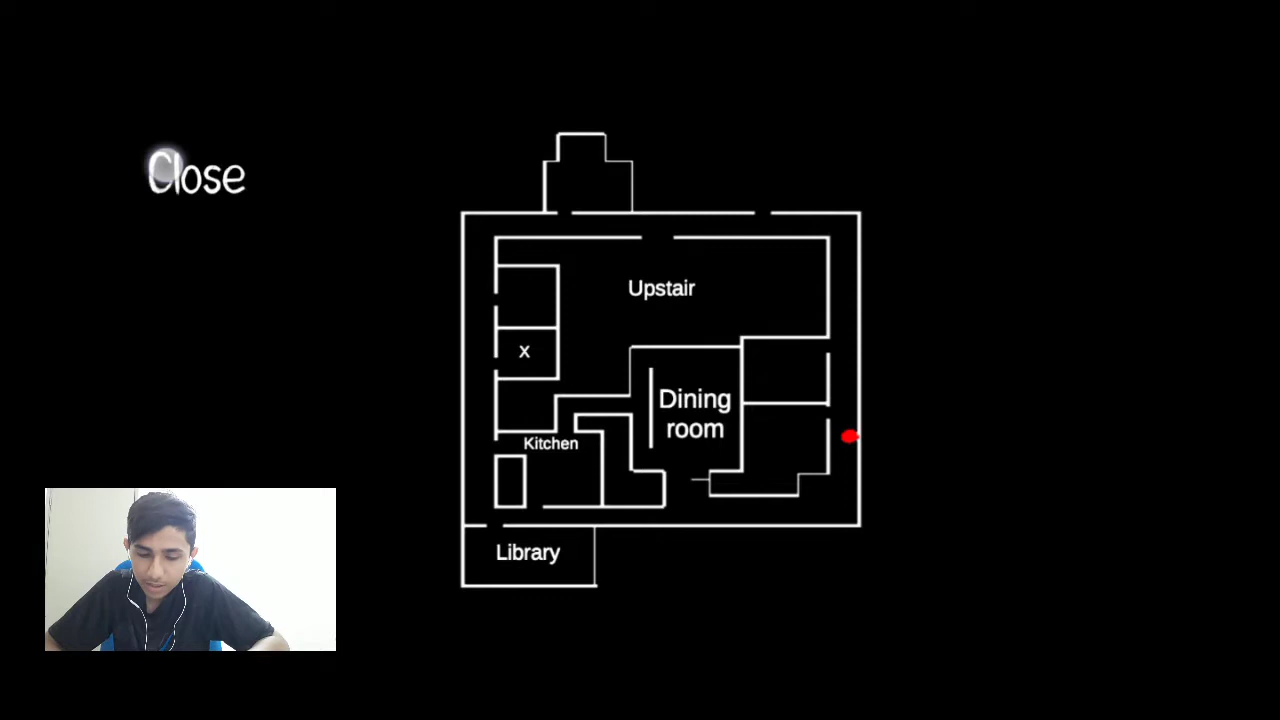 Close
Upstair
x
Dining
room
Kitchen
Library